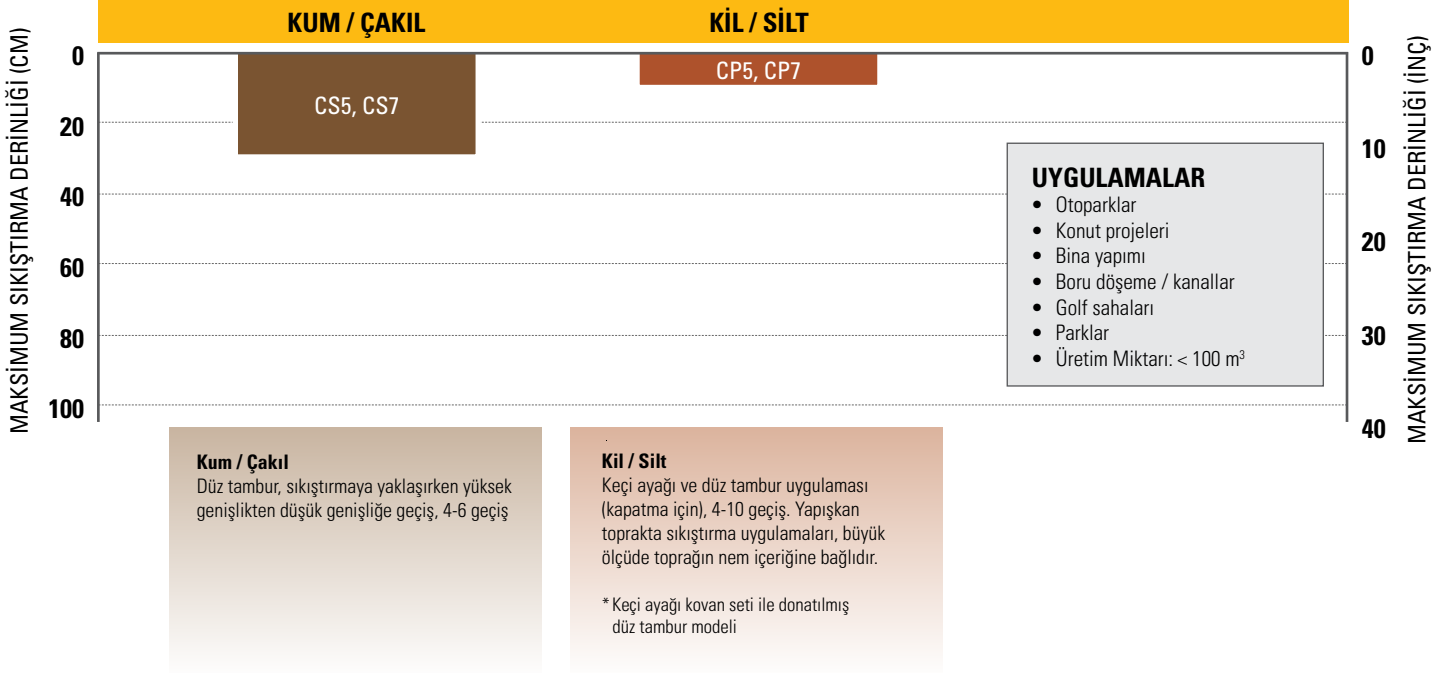 KUM / ÇAKIL
KİL / SİLT
MAKSİMUM SIKIŞTIRMA DERİNLİĞİ (CM)
0
20
40
60
80
100
CS5, CS7
CP5, CP7
UYGULAMALAR
• Otoparklar
• Konut projeleri
• Bina yapımı
• Boru döşeme / kanallar
• Golf sahaları
• Parklar
• Üretim Miktarı: < 100 m³
0
10
20
30
40
MAKSİMUM SIKIŞTIRMA DERİNLİĞİ (İNÇ)
Kum / Çakıl
Düz tambur, sıkıştırmaya yaklaşırken yüksek
genişlikten düşük genişliğe geçiş, 4-6 geçiş
Kil / Silt
Keçi ayağı ve düz tambur uygulaması
(kapatma için), 4-10 geçiş. Yapışkan
toprakta sıkıştırma uygulamaları, büyük
ölçüde toprağın nem içeriğine bağlıdır.
* Keçi ayağı kovan seti ile donatılmış
düz tambur modeli